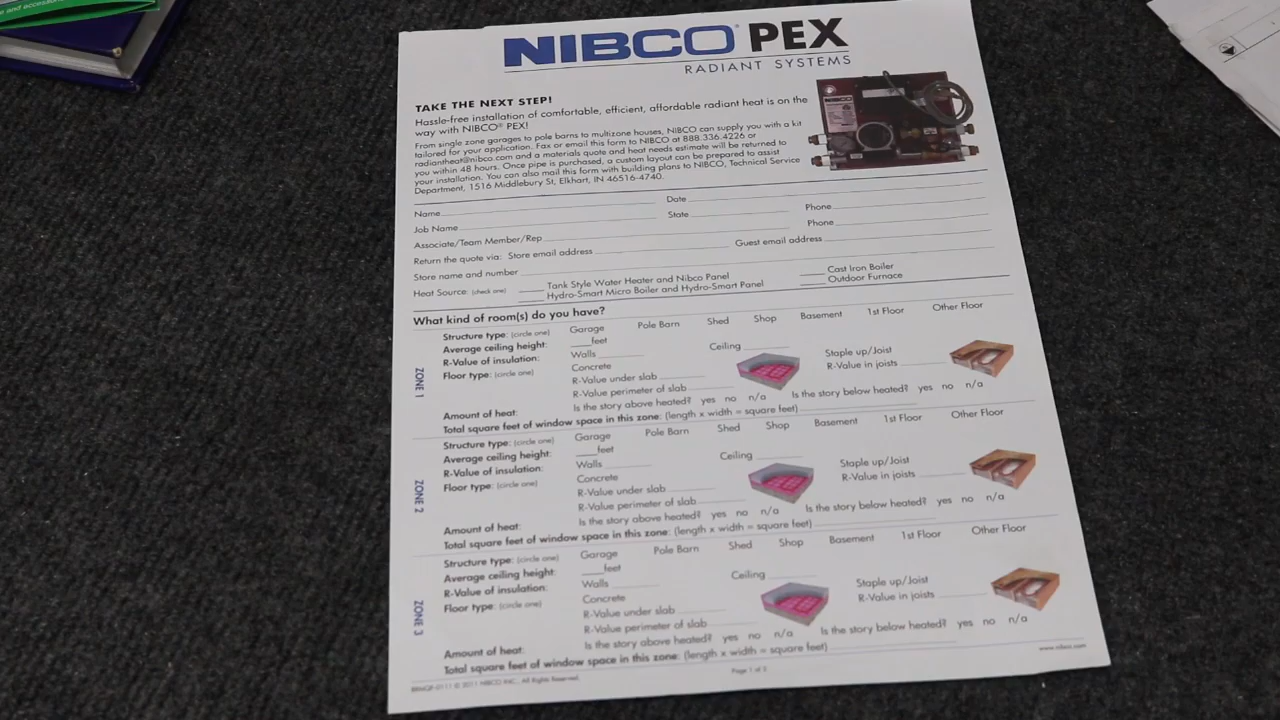 e and accessories
NIBCO® PEX
RADIANT SYSTEMS
TAKE THE NEXT STEP!
Hassle-free installation of comfortable, efficient, affordable radiant heat is on the
way with NIBCO® PEX!
From single zone garages to pole barns to multizone houses, NIBCO can supply you with a kit
tailored for your application. Fax or email this form to NIBCO at 888.336.4226 or
radiantheat@nibco.com and a materials quote and heat needs estimate will be returned to
you within 48 hours. Once pipe is purchased, a custom layout can be prepared to assist
your installation. You can also mail this form with building plans to NIBCO, Technical Service
Department, 1516 Middlebury St, Elkhart, IN 46516-4740.
Name Date
Job Name State Phone
Associate/Team Member/Rep Phone
Return the quote via: Store email address Guest email address
Store name and number
Heat Source: (check one) Tank Style Water Heater and Nibco Panel Cast Iron Boiler
Hydro-Smart Micro Boiler and Hydro-Smart Panel Outdoor Furnace
What kind of room(s) do you have?
ZONE 1
Structure type: (circle one) Garage Pole Barn Shed Shop Basement 1st Floor Other Floor
Average ceiling height: ____feet
R-Value of insulation: Walls Ceiling
Floor type: (circle one) Concrete Staple up/Joist
R-Value under slab R-Value in joists
R-Value perimeter of slab
Amount of heat: Is the story above heated? yes no n/a Is the story below heated? yes no n/a
Total square feet of window space in this zone: (length x width = square feet)
ZONE 2
Structure type: (circle one) Garage Pole Barn Shed Shop Basement 1st Floor Other Floor
Average ceiling height: ____feet
R-Value of insulation: Walls Ceiling
Floor type: (circle one) Concrete Staple up/Joist
R-Value under slab R-Value in joists
R-Value perimeter of slab
Amount of heat: Is the story above heated? yes no n/a Is the story below heated? yes no n/a
Total square feet of window space in this zone: (length x width = square feet)
ZONE 3
Structure type: (circle one) Garage Pole Barn Shed Shop Basement 1st Floor Other Floor
Average ceiling height: ____feet
R-Value of insulation: Walls Ceiling
Floor type: (circle one) Concrete Staple up/Joist
R-Value under slab R-Value in joists
R-Value perimeter of slab
Amount of heat: Is the story above heated? yes no n/a Is the story below heated? yes no n/a
Total square feet of window space in this zone: (length x width = square feet)
© 2011 NIBCO INC., All Rights Reserved. Page 1 of 2 www.nibco.com